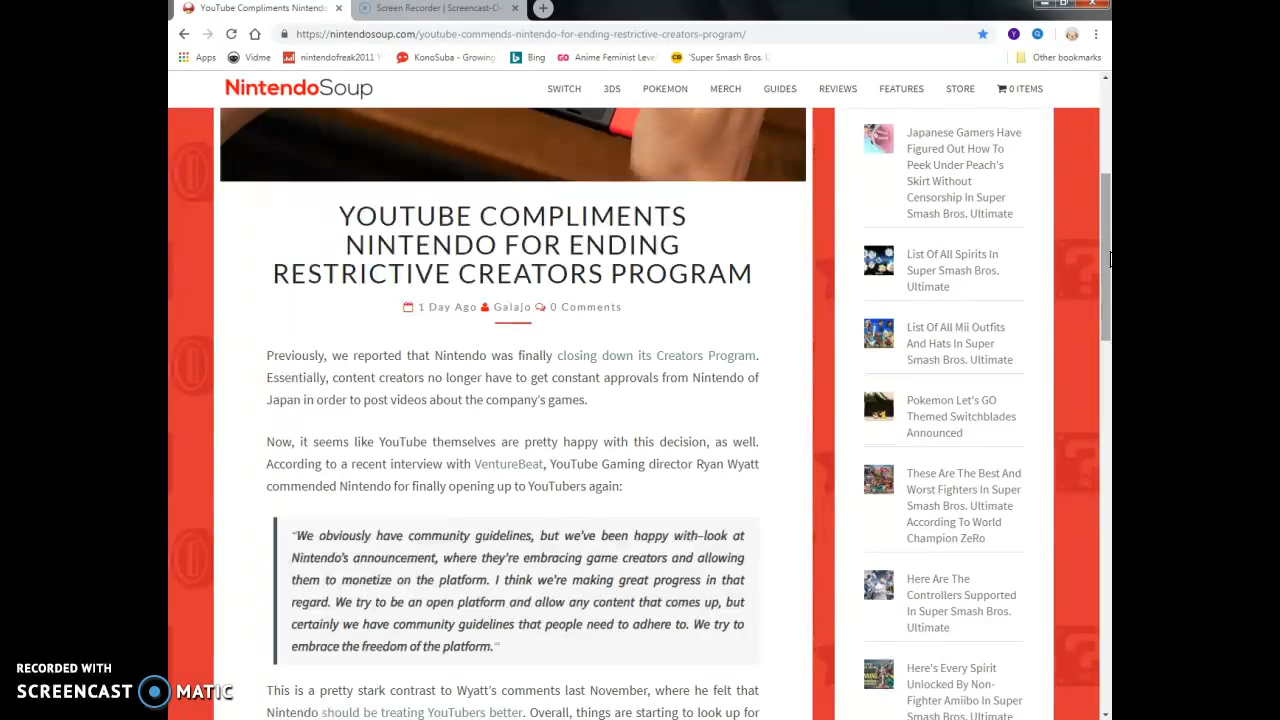 YouTube Compliments Nintendo
Screen Recorder | Screencast-O-
https://nintendosoup.com/youtube-commends-nintendo-for-ending-restrictive-creators-program/
Apps
Vidme
nintendofreak2011 Y
KonoSuba - Growing
Bing
Anime Feminist Leve
'Super Smash Bros. U
Other bookmarks
NintendoSoup
SWITCH
3DS
POKEMON
MERCH
GUIDES
REVIEWS
FEATURES
STORE
0 ITEMS
YOUTUBE COMPLIMENTS
NINTENDO FOR ENDING
RESTRICTIVE CREATORS PROGRAM
1 Day Ago Galajo 0 Comments
Previously, we reported that Nintendo was finally closing down its Creators Program.
Essentially, content creators no longer have to get constant approvals from Nintendo of
Japan in order to post videos about the company's games.
Now, it seems like YouTube themselves are pretty happy with this decision, as well.
According to a recent interview with VentureBeat, YouTube Gaming director Ryan Wyatt
commended Nintendo for finally opening up to YouTubers again:
"We obviously have community guidelines, but we've been happy with–look at
Nintendo's announcement, where they're embracing game creators and allowing
them to monetize on the platform. I think we're making great progress in that
regard. We try to be an open platform and allow any content that comes up, but
certainly we have community guidelines that people need to adhere to. We try to
embrace the freedom of the platform."
This is a pretty stark contrast to Wyatt's comments last November, where he felt that
Nintendo should be treating YouTubers better. Overall, things are starting to look up for
Japanese Gamers Have
Figured Out How To
Peek Under Peach's
Skirt Without
Censorship In Super
Smash Bros. Ultimate
List Of All Spirits In
Super Smash Bros.
Ultimate
List Of All Mii Outfits
And Hats In Super
Smash Bros. Ultimate
Pokemon Let's GO
Themed Switchblades
Announced
These Are The Best And
Worst Fighters In Super
Smash Bros. Ultimate
According To World
Champion ZeRo
Here Are The
Controllers Supported
In Super Smash Bros.
Ultimate
Here's Every Spirit
Unlocked By Non-
Fighter Amiibo In Super
Smash Bros. Ultimate
RECORDED WITH
SCREENCAST MATIC